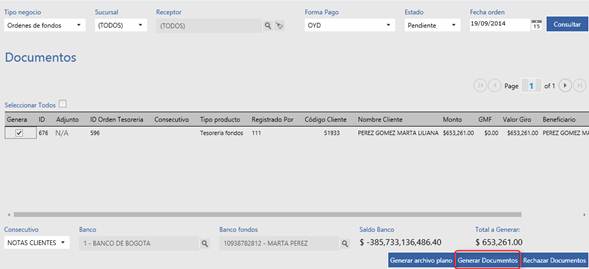 Tipo negocio Sucursal Receptor Forma Pago Estado Fecha orden
Ordenes de fondos (TODOS) (TODOS) OYD Pendiente 19/09/2014 15 Consultar
Documentos
Page 1 of 1
Seleccionar Todos
Genera ID Adjunto ID Orden Tesoreria Consecutivo Tipo producto Registrado Por Código Cliente Nombre Cliente Monto GMF Valor Giro Beneficiario
676 N/A 596 Tesoreria fondos 111 51933 PEREZ GOMEZ MARTA LILIANA $653,261.00 $0.00 $653,261.00 PEREZ GOMEZ MA
Consecutivo Banco Banco fondos Saldo Banco Total a Generar:
NOTAS CLIENTES 1 - BANCO DE BOGOTA 10938782812 - MARTA PEREZ $ -385,733,136,486.40 $ 653,261.00
Generar archivo plano Generar Documentos Rechazar Documentos